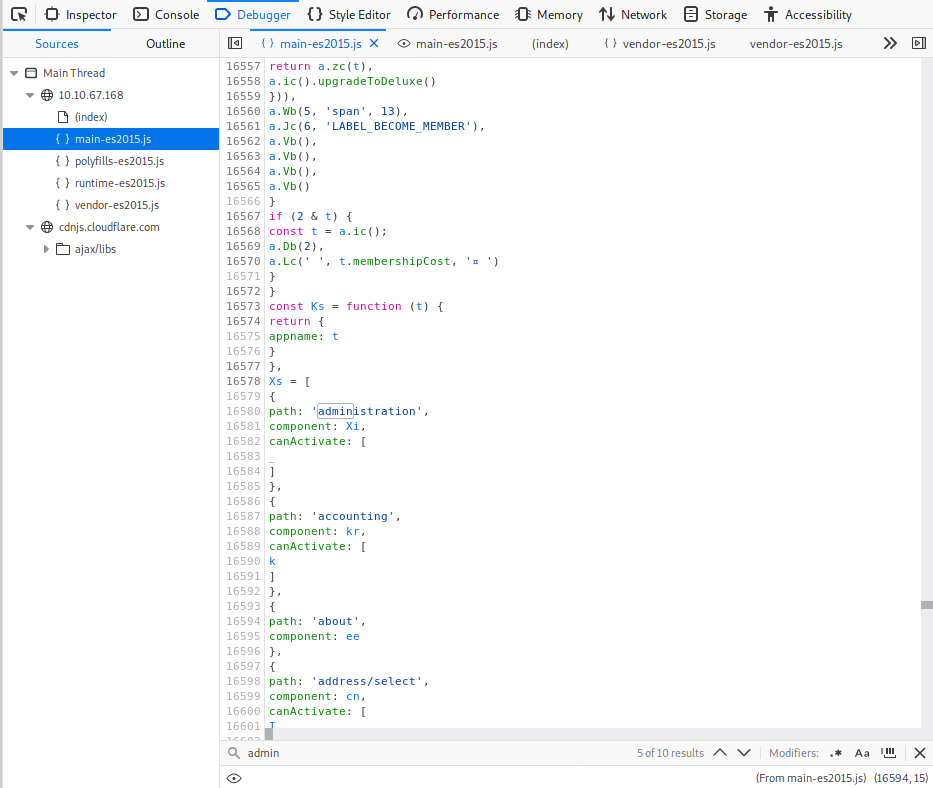 Inspector Console Debugger Style Editor Performance Memory Network Storage Accessibility
Sources Outline
main-es2015.js main-es2015.js (index) vendor-es2015.js vendor-es2015.js
Main Thread
10.10.67.168
(index)
main-es2015.js
polyfills-es2015.js
runtime-es2015.js
vendor-es2015.js
cdnjs.cloudflare.com
ajax/libs
16557 return a.zc(t),
16558 a.ic().upgradeToDeluxe()
16559 })),
16560 a.Wb(5, 'span', 13),
16561 a.Jc(6, 'LABEL_BECOME_MEMBER'),
16562 a.Vb(),
16563 a.Vb(),
16564 a.Vb(),
16565 a.Vb()
16566 }
16567 if (2 & t) {
16568 const t = a.ic();
16569 a.Db(2),
16570 a.Lc(' ', t.membershipCost, '¤ ')
16571 }
16572 }
16573 const Ks = function (t) {
16574 return {
16575 appname: t
16576 }
16577 },
16578 Xs = [
16579 {
16580 path: 'administration',
16581 component: Xi,
16582 canActivate: [
16583 _
16584 ]
16585 },
16586 {
16587 path: 'accounting',
16588 component: kr,
16589 canActivate: [
16590 k
16591 ]
16592 },
16593 {
16594 path: 'about',
16595 component: ee
16596 },
16597 {
16598 path: 'address/select',
16599 component: cn,
16600 canActivate: [
16601
admin 5 of 10 results Modifiers: .* Aa
(From main-es2015.js) (16594, 15)